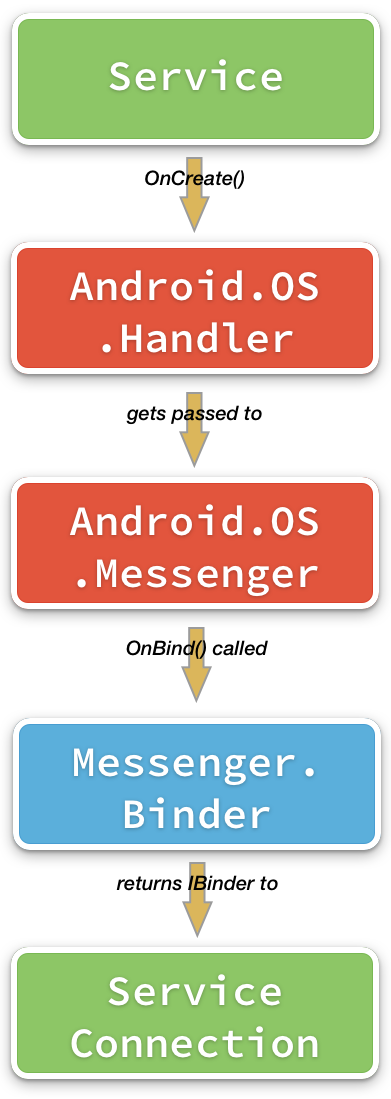 Service
OnCreate()
Android.OS
.Handler
gets passed to
Android.OS
.Messenger
OnBind() called
Messenger.
Binder
returns IBinder to
Service
Connection